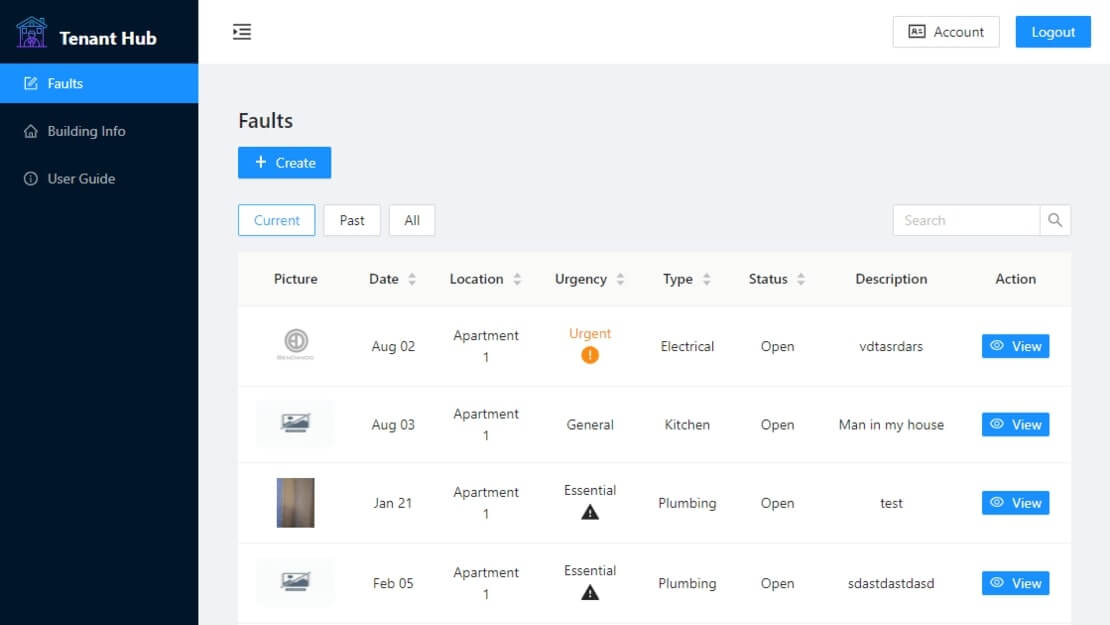 Tenant Hub
Account
Logout
Faults
Building Info
User Guide
Faults
+ Create
Current Past All
Search
Picture Date Location Urgency Type Status Description Action
Aug 02 Apartment 1 Urgent Electrical Open vdtasrdars View
Aug 03 Apartment 1 General Kitchen Open Man in my house View
Jan 21 Apartment 1 Essential Plumbing Open test View
Feb 05 Apartment 1 Essential Plumbing Open sdastdastdasd View